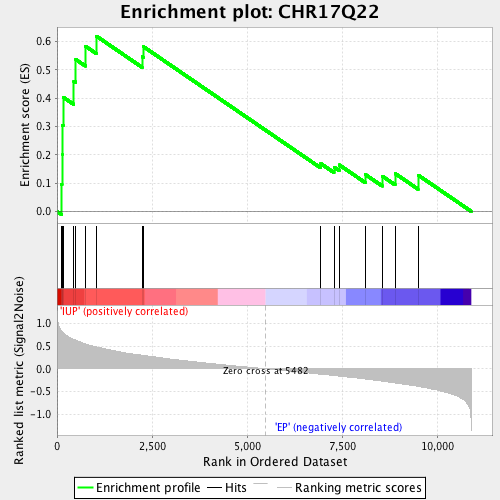 Enrichment plot: CHR17Q22
Enrichment score (ES)
0.6
0.5
0.4
0.3
0.2
0.1
0.0
'IUP' (positively correlated)
Ranked list metric (Signal2Noise)
1.0
0.5
0.0
-0.5
-1.0
Zero cross at 5482
'EP' (negatively correlated)
0
2,500
5,000
7,500
10,000
Rank in Ordered Dataset
Enrichment profile
Hits
Ranking metric scores